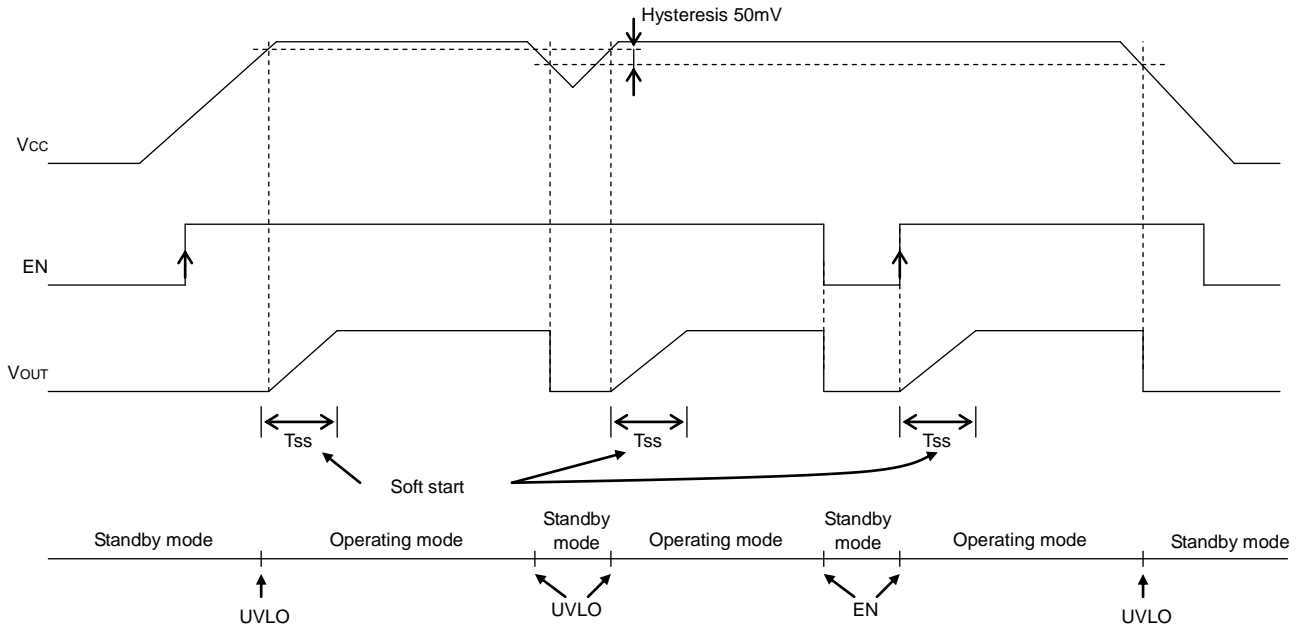 Hysteresis 50mV
VCC
EN
VOUT
Tss
Tss
Tss
Soft start
Standby mode
Operating mode
Standby
mode
Operating mode
Standby
mode
Operating mode
Standby mode
UVLO
UVLO
EN
UVLO